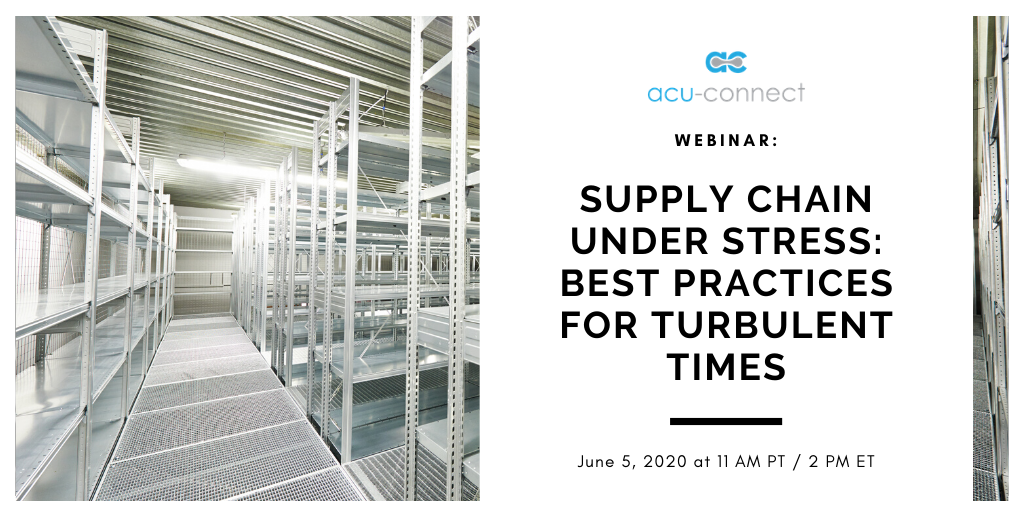 ac
acu-connect
WEBINAR:
SUPPLY CHAIN
UNDER STRESS:
BEST PRACTICES
FOR TURBULENT
TIMES
June 5, 2020 at 11 AM PT / 2 PM ET